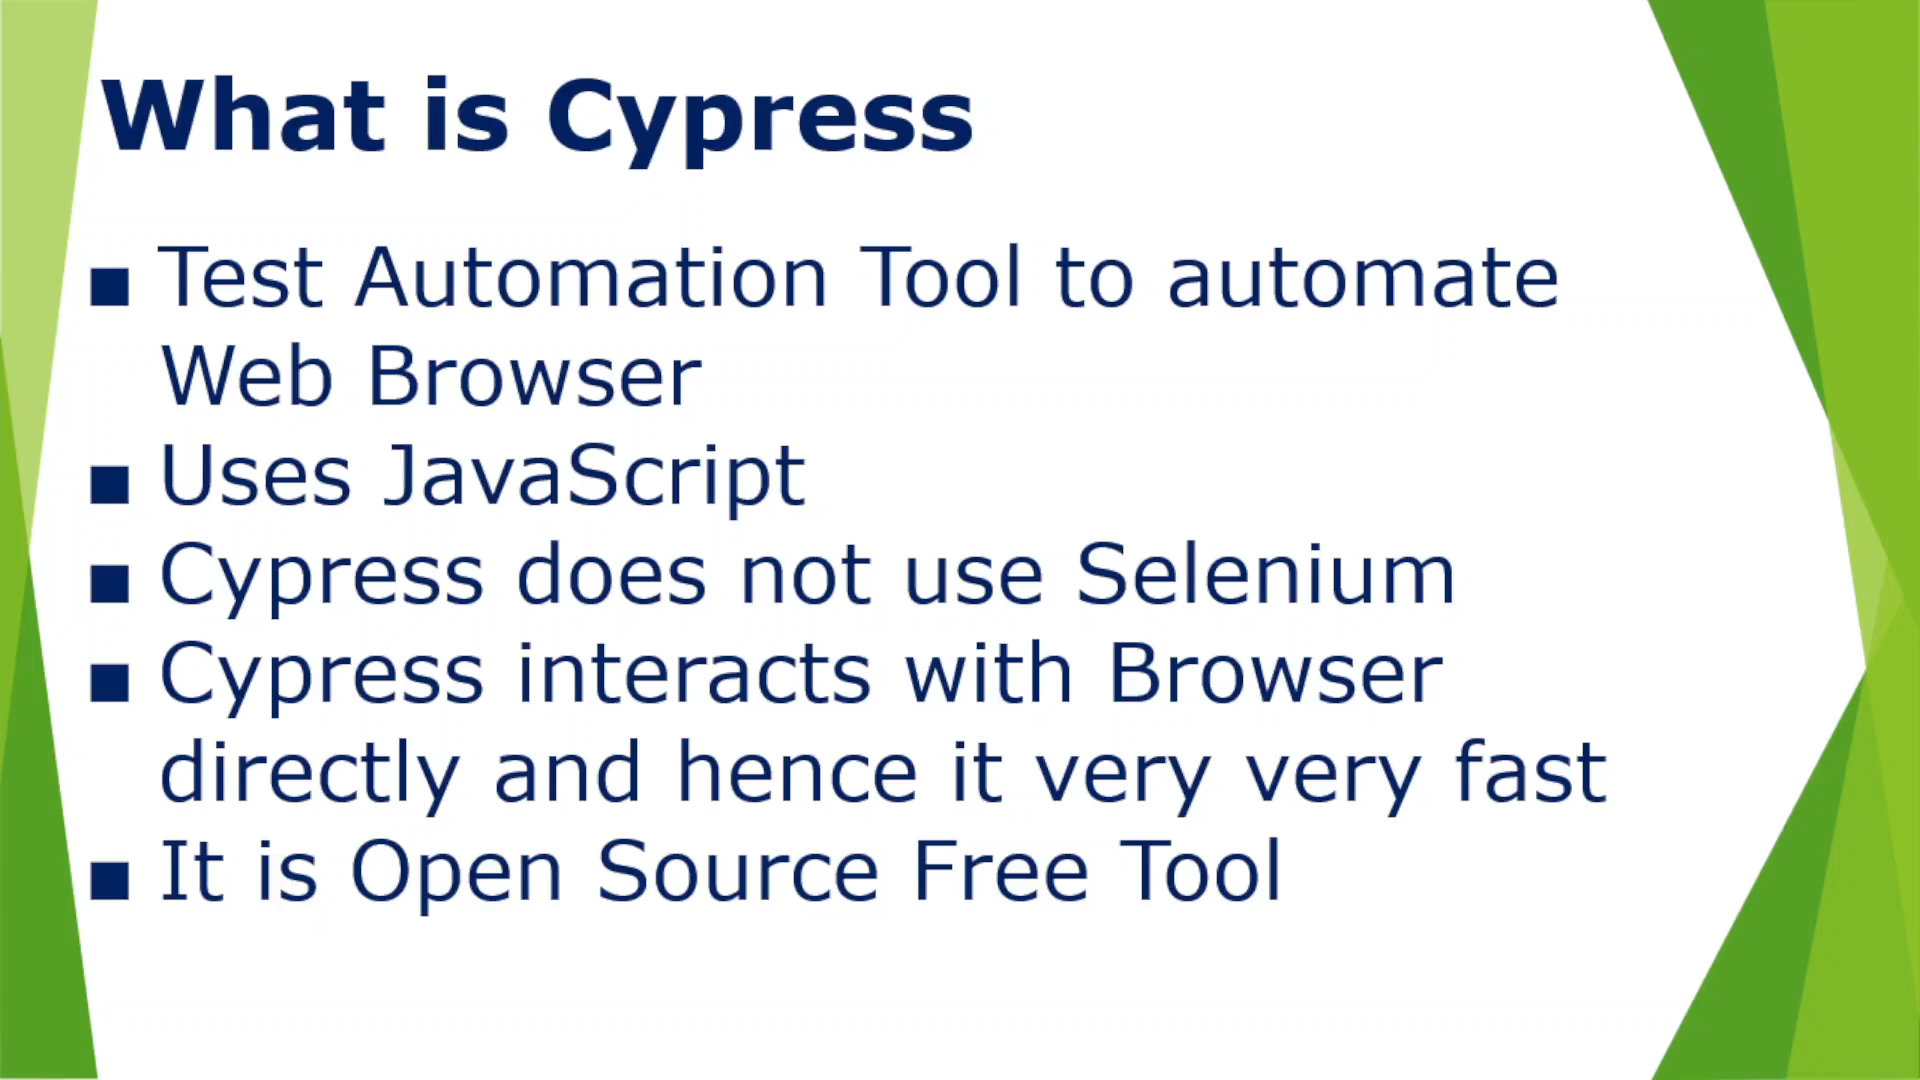 What is Cypress
▪ Test Automation Tool to automate
Web Browser
▪ Uses JavaScript
▪ Cypress does not use Selenium
▪ Cypress interacts with Browser
directly and hence it very very fast
▪ It is Open Source Free Tool